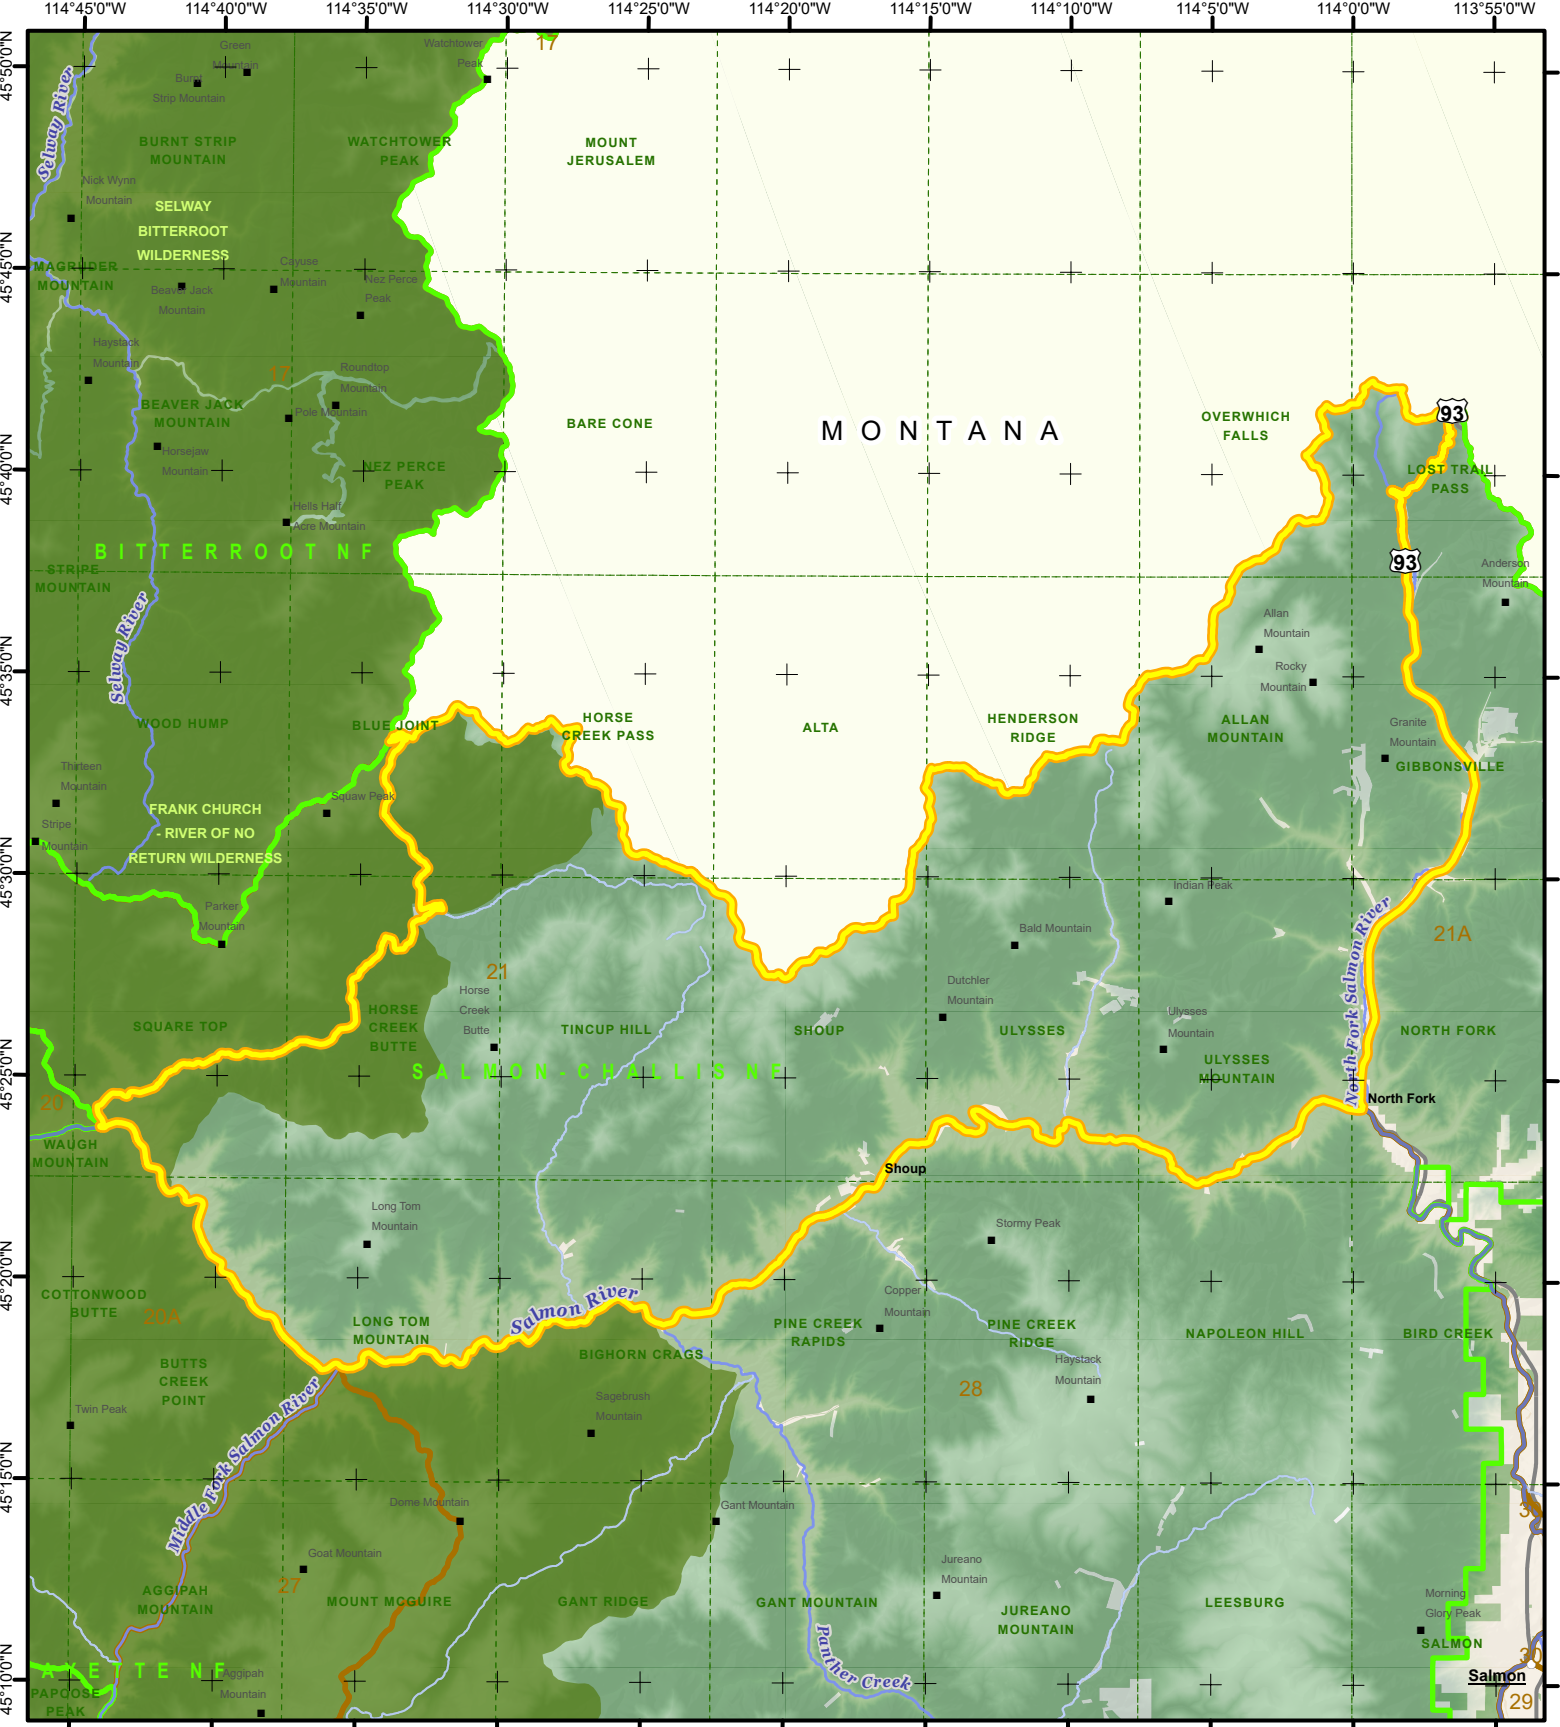 114°45'0"W 114°40'0"W 114°35'0"W 114°30'0"W 114°25'0"W 114°20'0"W 114°15'0"W 114°10'0"W 114°5'0"W 114°0'0"W 113°55'0"W
45°50'0"N
45°45'0"N
45°40'0"N
45°35'0"N
45°30'0"N
45°25'0"N
45°20'0"N
45°15'0"N
45°10'0"N
Green
Mountain
Burnt
Strip Mountain
Watchtower
Peak
17
Selway River
BURNT STRIP
MOUNTAIN
WATCHTOWER
PEAK
MOUNT
JERUSALEM
Nick Wynn
Mountain
SELWAY
BITTERROOT
WILDERNESS
MAGRUDER
MOUNTAIN
Beaver Jack
Mountain
Cayuse
Mountain
Nez Perce
Peak
Haystack
Mountain
17
Roundtop
Mountain
BEAVER JACK
MOUNTAIN
Pole Mountain
Horsejaw
Mountain
NEZ PERCE
PEAK
Hells Half
Acre Mountain
BARE CONE
MONTANA
OVERWHICH
FALLS
93
LOST TRAIL
PASS
93
Anderson
Mountain
BITTERROOT NF
STRIPE
MOUNTAIN
Selway River
Allan
Mountain
Rocky
Mountain
WOOD HUMP
BLUE JOINT
HORSE
CREEK PASS
ALTA
HENDERSON
RIDGE
ALLAN
MOUNTAIN
Granite
Mountain
GIBBONSVILLE
Thirteen
Mountain
Stripe
Mountain
FRANK CHURCH
- RIVER OF NO
RETURN WILDERNESS
Squaw Peak
Parker
Mountain
Indian Peak
Bald Mountain
North Fork Salmon River
21A
21
Horse
Creek
Butte
Dutchler
Mountain
Ulysses
Mountain
SQUARE TOP
HORSE
CREEK
BUTTE
TINCUP HILL
SHOUP
ULYSSES
ULYSSES
MOUNTAIN
NORTH FORK
SALMON-CHALLIS NF
20
North Fork
WAUGH
MOUNTAIN
Shoup
Long Tom
Mountain
Stormy Peak
COTTONWOOD
BUTTE
20A
Salmon River
LONG TOM
MOUNTAIN
Copper
Mountain
PINE CREEK
RAPIDS
PINE CREEK
RIDGE
NAPOLEON HILL
BIRD CREEK
BUTTS
CREEK
POINT
BIGHORN CRAGS
Haystack
Mountain
28
Twin Peak
Sagebrush
Mountain
Middle Fork Salmon River
Dome Mountain
Gant Mountain
30
Goat Mountain
27
AGGIPAH
MOUNTAIN
MOUNT MCGUIRE
GANT RIDGE
GANT MOUNTAIN
Jureano
Mountain
JUREANO
MOUNTAIN
LEESBURG
Morning
Glory Peak
SALMON
30
Panther Creek
AYETTE NF
Aggipah
Mountain
PAPOOSE
PEAK
Salmon
29